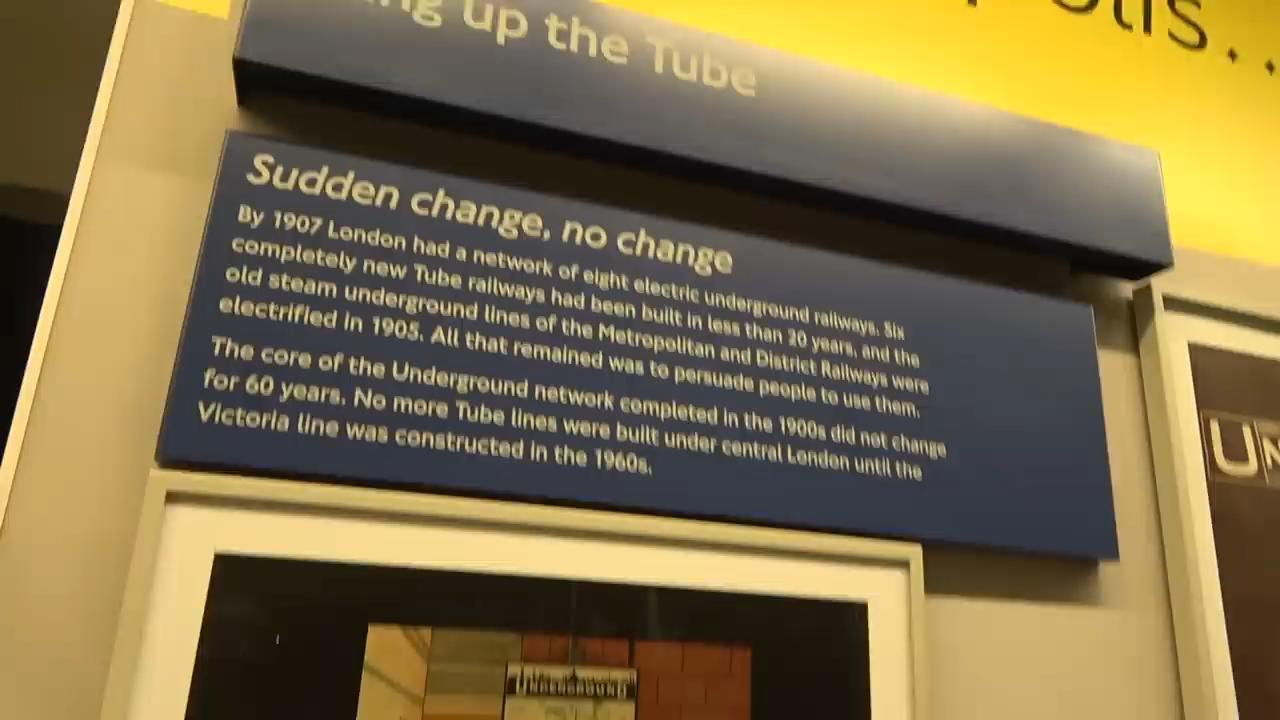 up the Tube
Sudden change, no change
By 1907 London had a network of eight electric underground railways. Six
completely new Tube railways had been built in less than 20 years, and the
old steam underground lines of the Metropolitan and District Railways were
electrified in 1905. All that remained was to persuade people to use them.
The core of the Underground network completed in the 1900s did not change
for 60 years. No more Tube lines were built under central London until the
Victoria line was constructed in the 1960s.
UNDERGROUND